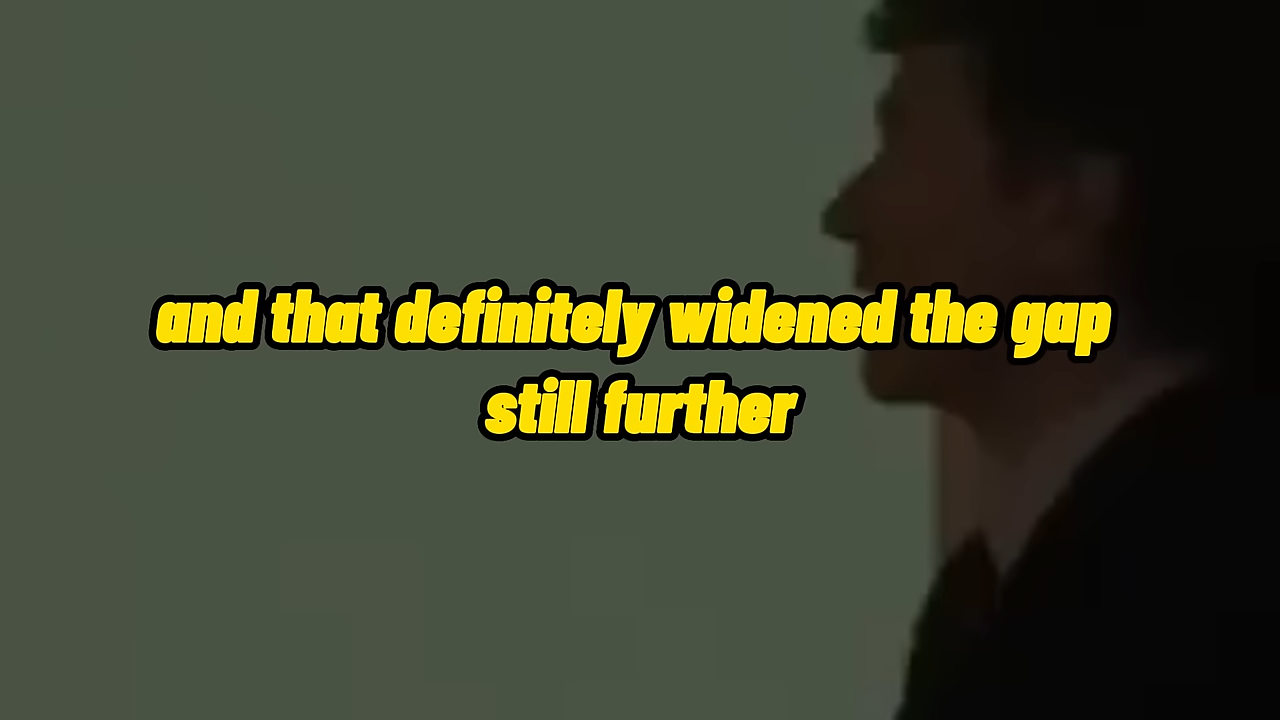 and that definitely widened the gap
still further